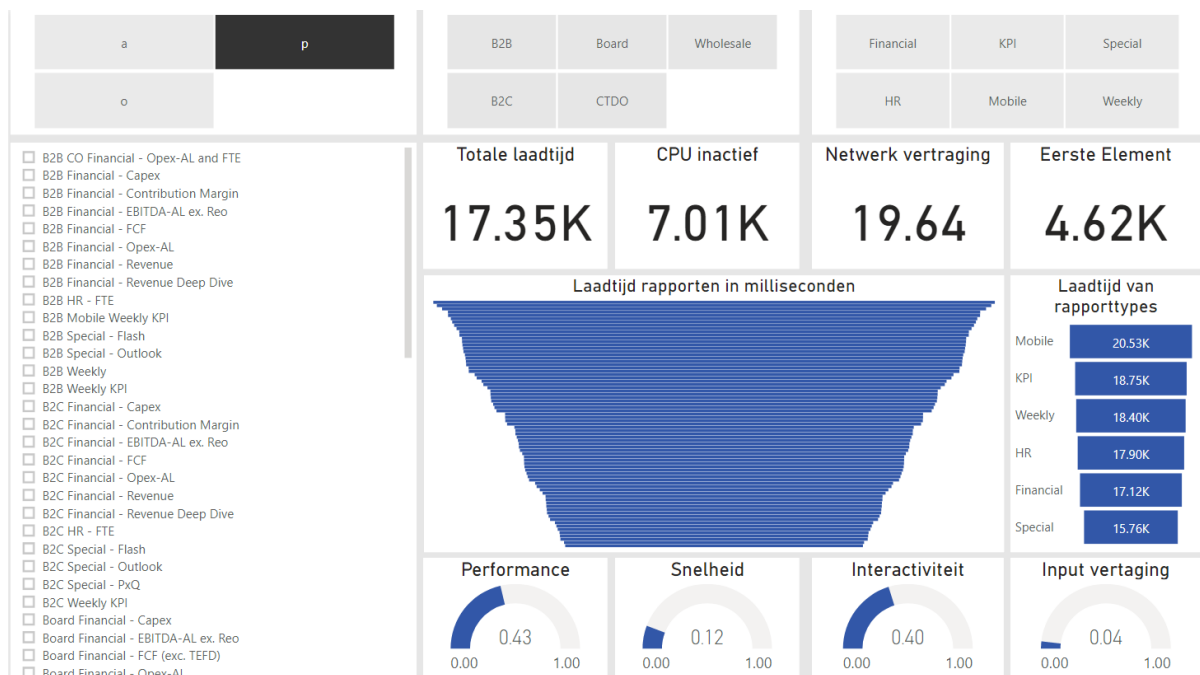 a
p
o
B2B
Board
Wholesale
B2C
CTDO
Financial
KPI
Special
HR
Mobile
Weekly
B2B CO Financial - Opex-AL and FTE
B2B Financial - Capex
B2B Financial - Contribution Margin
B2B Financial - EBITDA-AL ex. Reo
B2B Financial - FCF
B2B Financial - Opex-AL
B2B Financial - Revenue
B2B Financial - Revenue Deep Dive
B2B HR - FTE
B2B Mobile Weekly KPI
B2B Special - Flash
B2B Special - Outlook
B2B Weekly
B2B Weekly KPI
B2C Financial - Capex
B2C Financial - Contribution Margin
B2C Financial - EBITDA-AL ex. Reo
B2C Financial - FCF
B2C Financial - Opex-AL
B2C Financial - Revenue
B2C Financial - Revenue Deep Dive
B2C HR - FTE
B2C Special - Flash
B2C Special - Outlook
B2C Special - PxQ
B2C Weekly KPI
Board Financial - Capex
Board Financial - EBITDA-AL ex. Reo
Board Financial - FCF (exc. TEFD)
Board Financial - Opex-AL
Totale laadtijd
17.35K
CPU inactief
7.01K
Netwerk vertraging
19.64
Eerste Element
4.62K
Laadtijd rapporten in milliseconden
Laadtijd van
rapporttypes
Mobile 20.53K
KPI 18.75K
Weekly 18.40K
HR 17.90K
Financial 17.12K
Special 15.76K
Performance
0.43
0.00 1.00
Snelheid
0.12
0.00 1.00
Interactiviteit
0.40
0.00 1.00
Input vertaging
0.04
0.00 1.00